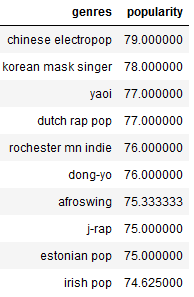 genres popularity
chinese electropop 79.000000
korean mask singer 78.000000
yaoi 77.000000
dutch rap pop 77.000000
rochester mn indie 76.000000
dong-yo 76.000000
afroswing 75.333333
j-rap 75.000000
estonian pop 75.000000
irish pop 74.625000